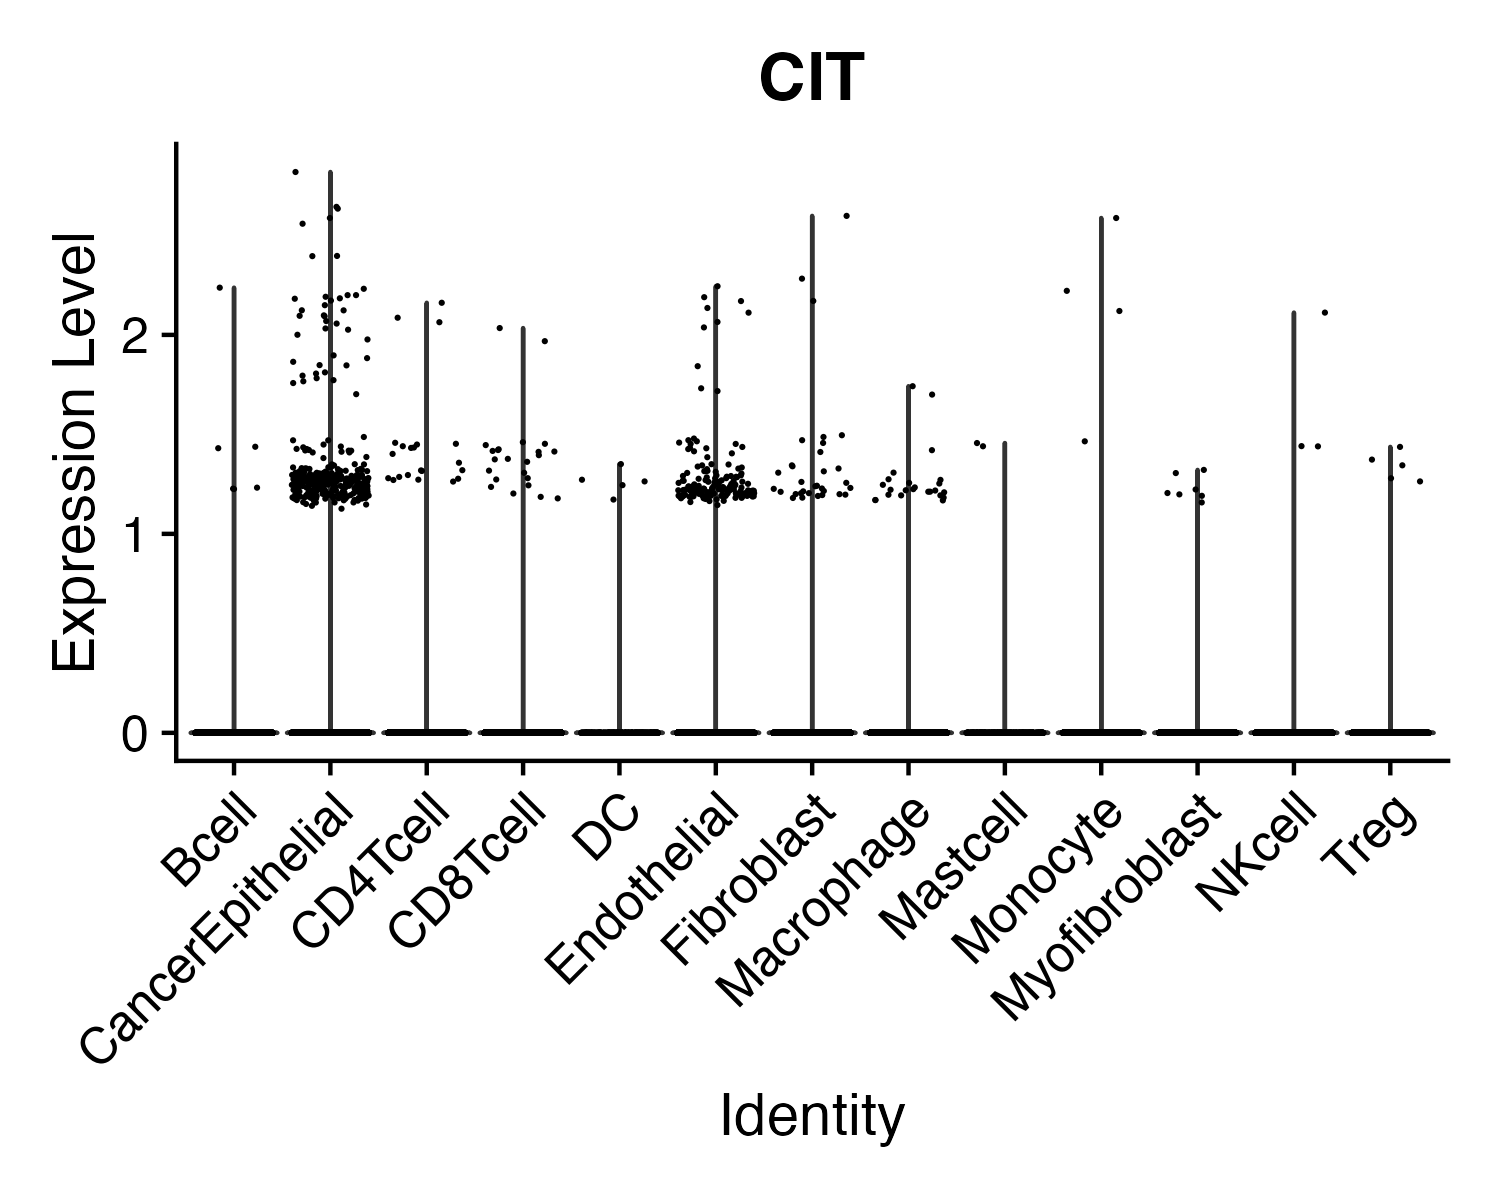 CIT
Expression Level
2
1
0
Bcell
CancerEpithelial
CD4Tcell
CD8Tcell
DC
Endothelial
Fibroblast
Macrophage
Mastcell
Monocyte
Myofibroblast
NKcell
Treg
Identity